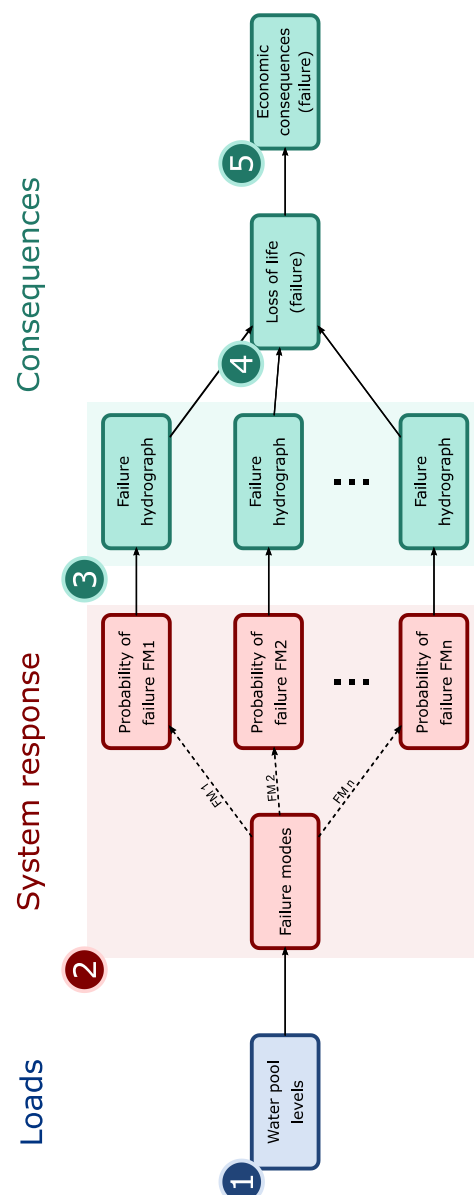 Loads
System response
Consequences
1
Water pool
levels
2
Failure modes
FM 1
FM 2
FM n
Probability of
failure FM1
Probability of
failure FM2
...
Probability of
failure FMn
3
Failure
hydrograph
Failure
hydrograph
...
Failure
hydrograph
4
Loss of life
(failure)
5
Economic
consequences
(failure)